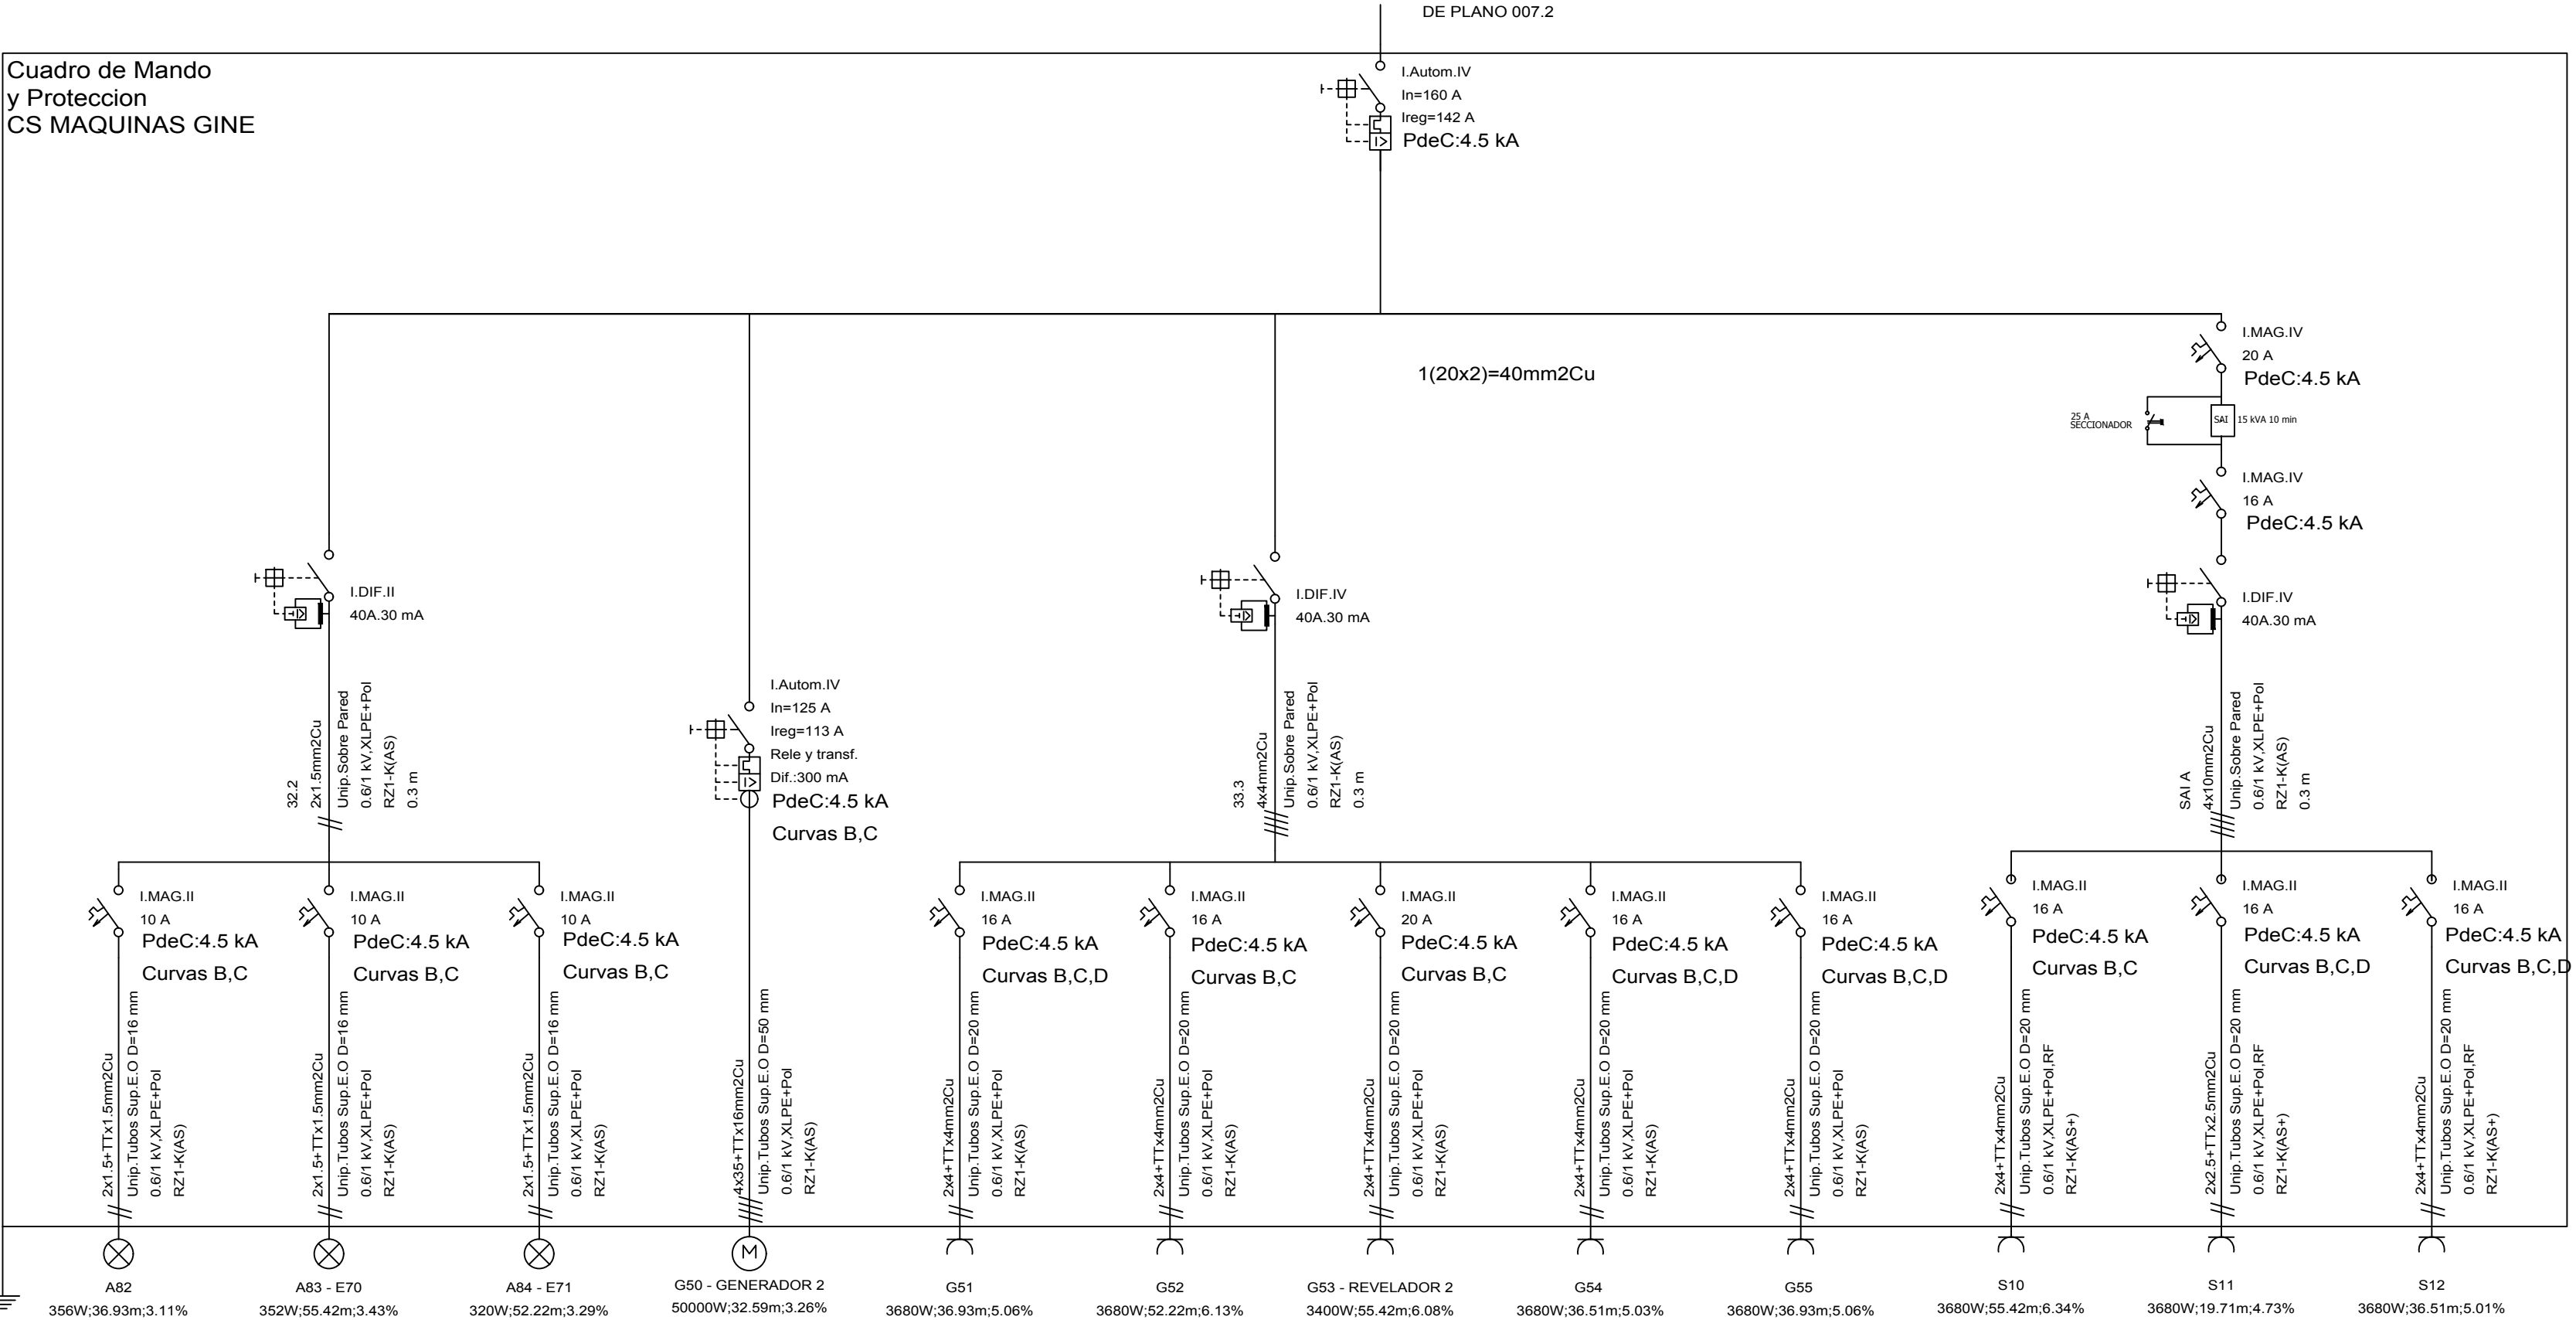 DE PLANO 007.2
Cuadro de Mando
y Proteccion
CS MAQUINAS GINE
I.Autom.IV
In=160 A
Ireg=142 A
PdeC:4.5 kA
1(20x2)=40mm2Cu
I.MAG.IV
20 A
PdeC:4.5 kA
25 A
SECCIONADOR
SAI
15 kVA 10 min
I.MAG.IV
16 A
PdeC:4.5 kA
I.DIF.II
40A.30 mA
I.DIF.IV
40A.30 mA
I.DIF.IV
40A.30 mA
32.2
2x1.5mm2Cu
Unip.Sobre Pared
0.6/1 kV,XLPE+Pol
RZ1-K(AS)
0.3 m
I.Autom.IV
In=125 A
Ireg=113 A
Rele y transf.
Dif.:300 mA
PdeC:4.5 kA
Curvas B,C
33.3
4x4mm2Cu
Unip.Sobre Pared
0.6/1 kV,XLPE+Pol
RZ1-K(AS)
0.3 m
SAI A
4x10mm2Cu
Unip.Sobre Pared
0.6/1 kV,XLPE+Pol
RZ1-K(AS)
0.3 m
I.MAG.II
10 A
PdeC:4.5 kA
Curvas B,C
I.MAG.II
10 A
PdeC:4.5 kA
Curvas B,C
I.MAG.II
10 A
PdeC:4.5 kA
Curvas B,C
I.MAG.II
16 A
PdeC:4.5 kA
Curvas B,C,D
I.MAG.II
16 A
PdeC:4.5 kA
Curvas B,C
I.MAG.II
20 A
PdeC:4.5 kA
Curvas B,C
I.MAG.II
16 A
PdeC:4.5 kA
Curvas B,C,D
I.MAG.II
16 A
PdeC:4.5 kA
Curvas B,C,D
I.MAG.II
16 A
PdeC:4.5 kA
Curvas B,C
I.MAG.II
16 A
PdeC:4.5 kA
Curvas B,C,D
I.MAG.II
16 A
PdeC:4.5 kA
Curvas B,C,D
2x1.5+TTx1.5mm2Cu
Unip.Tubos Sup.E.O D=16 mm
0.6/1 kV,XLPE+Pol
RZ1-K(AS)
2x1.5+TTx1.5mm2Cu
Unip.Tubos Sup.E.O D=16 mm
0.6/1 kV,XLPE+Pol
RZ1-K(AS)
2x1.5+TTx1.5mm2Cu
Unip.Tubos Sup.E.O D=16 mm
0.6/1 kV,XLPE+Pol
RZ1-K(AS)
4x35+TTx16mm2Cu
Unip.Tubos Sup.E.O D=50 mm
0.6/1 kV,XLPE+Pol
RZ1-K(AS)
2x4+TTx4mm2Cu
Unip.Tubos Sup.E.O D=20 mm
0.6/1 kV,XLPE+Pol
RZ1-K(AS)
2x4+TTx4mm2Cu
Unip.Tubos Sup.E.O D=20 mm
0.6/1 kV,XLPE+Pol
RZ1-K(AS)
2x4+TTx4mm2Cu
Unip.Tubos Sup.E.O D=20 mm
0.6/1 kV,XLPE+Pol
RZ1-K(AS)
2x4+TTx4mm2Cu
Unip.Tubos Sup.E.O D=20 mm
0.6/1 kV,XLPE+Pol
RZ1-K(AS)
2x4+TTx4mm2Cu
Unip.Tubos Sup.E.O D=20 mm
0.6/1 kV,XLPE+Pol
RZ1-K(AS)
2x4+TTx4mm2Cu
Unip.Tubos Sup.E.O D=20 mm
0.6/1 kV,XLPE+Pol,RF
RZ1-K(AS+)
2x2.5+TTx2.5mm2Cu
Unip.Tubos Sup.E.O D=20 mm
0.6/1 kV,XLPE+Pol,RF
RZ1-K(AS+)
2x4+TTx4mm2Cu
Unip.Tubos Sup.E.O D=20 mm
0.6/1 kV,XLPE+Pol,RF
RZ1-K(AS+)
M
A82
356W;36.93m;3.11%
A83 - E70
352W;55.42m;3.43%
A84 - E71
320W;52.22m;3.29%
G50 - GENERADOR 2
50000W;32.59m;3.26%
G51
3680W;36.93m;5.06%
G52
3680W;52.22m;6.13%
G53 - REVELADOR 2
3400W;55.42m;6.08%
G54
3680W;36.51m;5.03%
G55
3680W;36.93m;5.06%
S10
3680W;55.42m;6.34%
S11
3680W;19.71m;4.73%
S12
3680W;36.51m;5.01%